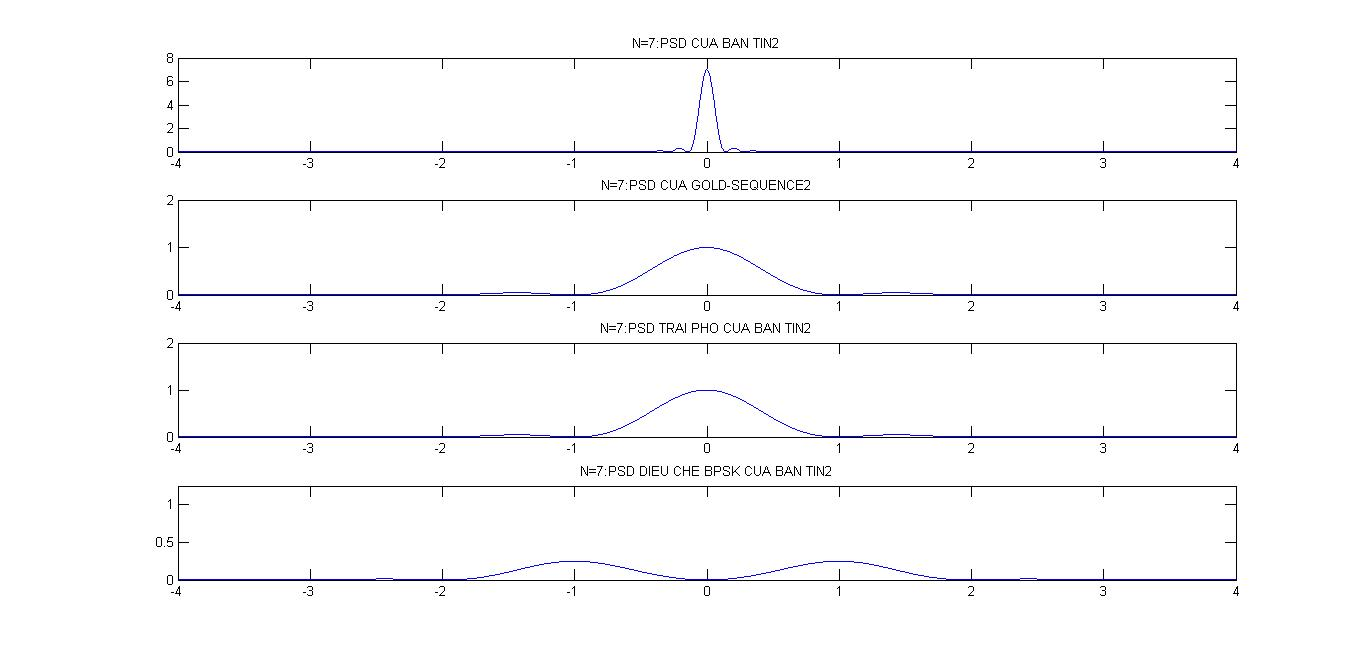 N=7:PSD CUA BAN TIN2
8
6
4
2
0
-4 -3 -2 -1 0 1 2 3 4
N=7:PSD CUA GOLD-SEQUENCE2
2
1
0
-4 -3 -2 -1 0 1 2 3 4
N=7:PSD TRAI PHO CUA BAN TIN2
2
1
0
-4 -3 -2 -1 0 1 2 3 4
N=7:PSD DIEU CHE BPSK CUA BAN TIN2
1
0.5
0
-4 -3 -2 -1 0 1 2 3 4